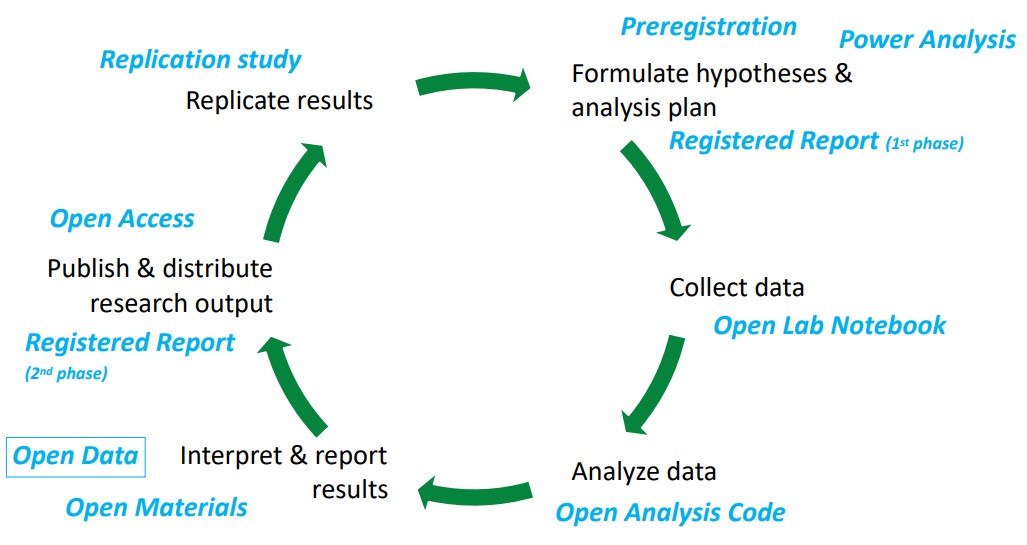 Preregistration
Power Analysis
Replication study
Replicate results
Formulate hypotheses &
analysis plan
Registered Report (1st phase)
Open Access
Publish & distribute
research output
Collect data
Open Lab Notebook
Registered Report
(2nd phase)
Open Data
Interpret & report
results
Analyze data
Open Materials
Open Analysis Code